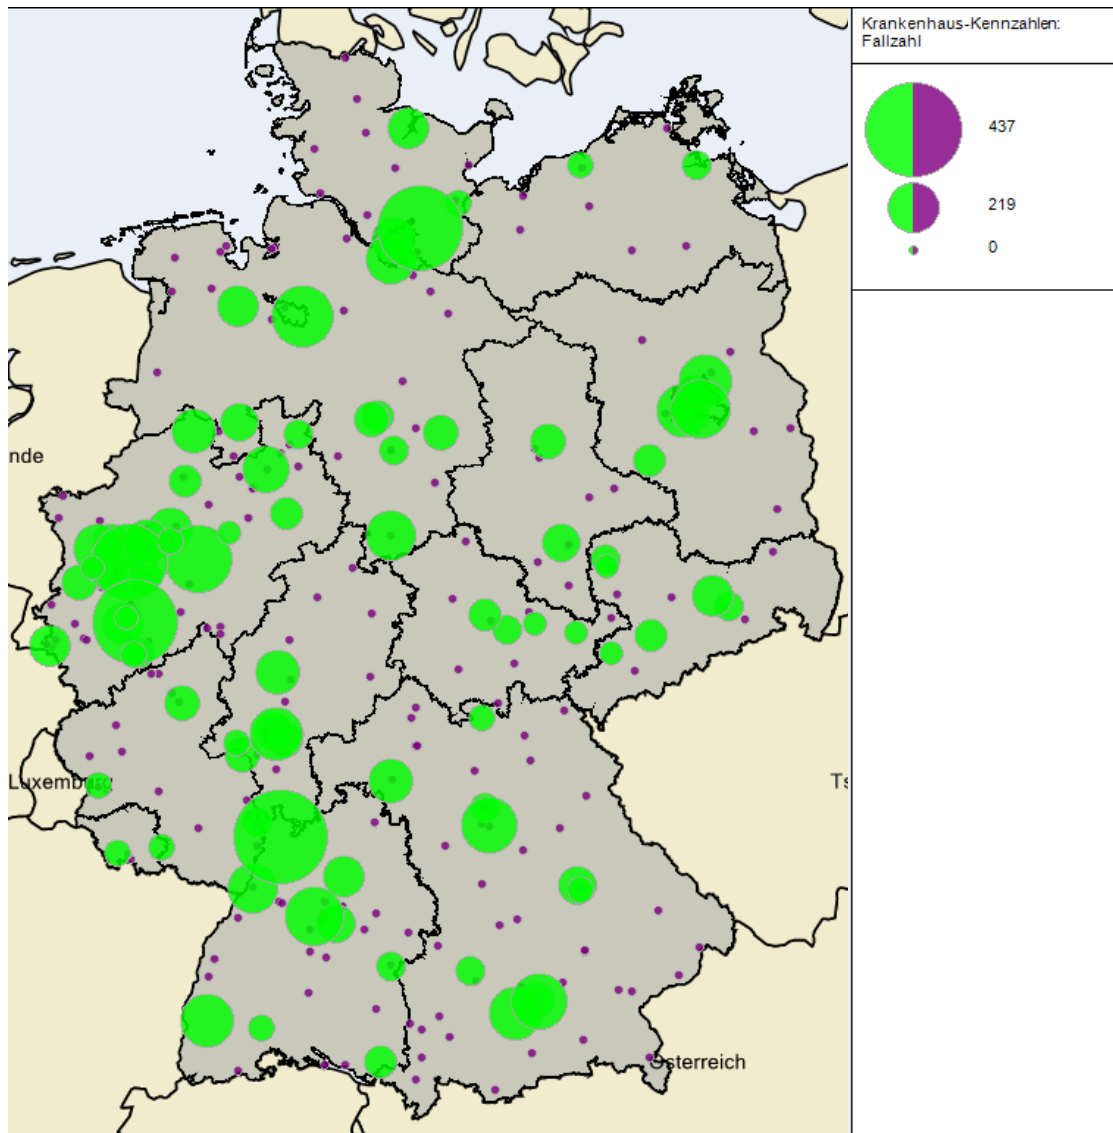 Krankenhaus-Kennzahlen:
Fallzahl
437
219
0
nde
Luxemburg
Ts
Österreich